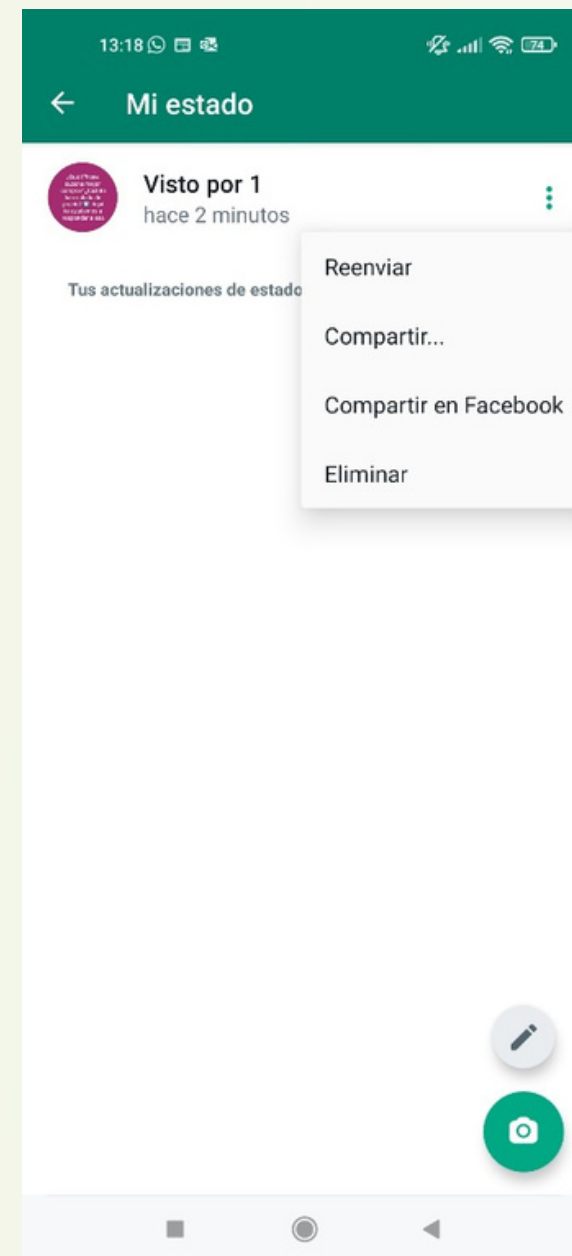 13:18
74
Mi estado
Visto por 1
hace 2 minutos
Tus actualizaciones de estado
Reenviar
Compartir...
Compartir en Facebook
Eliminar